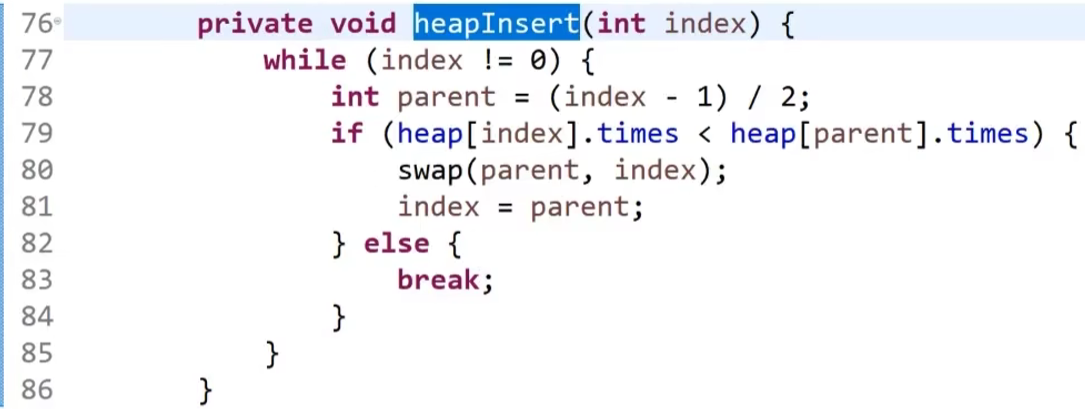 76 private void heapInsert(int index) {
77 while (index != 0) {
78 int parent = (index - 1) / 2;
79 if (heap[index].times < heap[parent].times) {
80 swap(parent, index);
81 index = parent;
82 } else {
83 break;
84 }
85 }
86 }